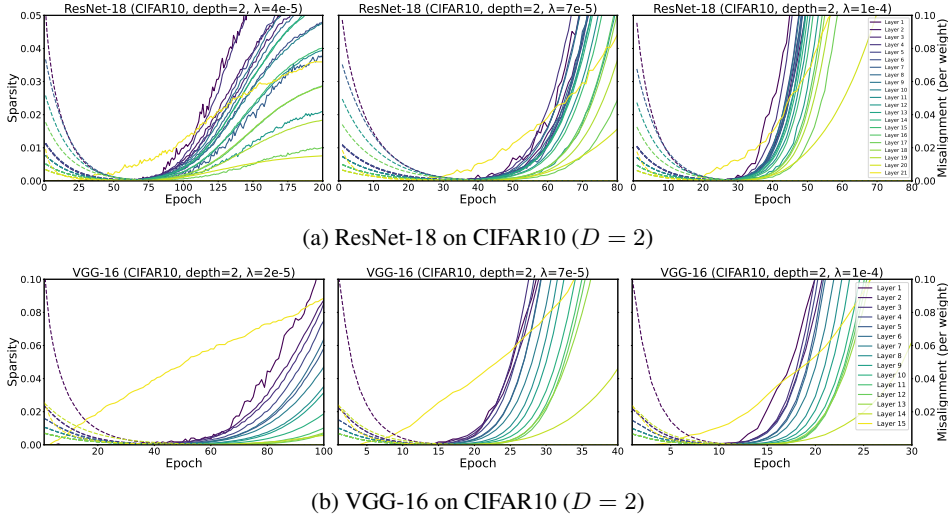 ResNet-18 (CIFAR10, depth=2, λ=4e-5)
ResNet-18 (CIFAR10, depth=2, λ=7e-5)
ResNet-18 (CIFAR10, depth=2, λ=1e-4)
Sparsity
0.05
0.04
0.03
0.02
0.01
0.00
0 25 50 75 100 125 150 175 200
0 10 20 30 40 50 60 70 80
0 10 20 30 40 50 60 70 80
Epoch
Epoch
Epoch
0.10
0.08
0.06
0.04
0.02
0.00
Misalignment (per weight)
Layer 1
Layer 2
Layer 3
Layer 4
Layer 5
Layer 6
Layer 7
Layer 8
Layer 9
Layer 10
Layer 11
Layer 12
Layer 13
Layer 14
Layer 15
Layer 16
Layer 17
Layer 18
Layer 19
Layer 20
Layer 21
(a) ResNet-18 on CIFAR10 (D = 2)
VGG-16 (CIFAR10, depth=2, λ=2e-5)
VGG-16 (CIFAR10, depth=2, λ=7e-5)
VGG-16 (CIFAR10, depth=2, λ=1e-4)
Sparsity
0.10
0.08
0.06
0.04
0.02
0.00
20 40 60 80 100
5 10 15 20 25 30 35 40
5 10 15 20 25 30
Epoch
Epoch
Epoch
0.10
0.08
0.06
0.04
0.02
Misalignment (per weight)
Layer 1
Layer 2
Layer 3
Layer 4
Layer 5
Layer 6
Layer 7
Layer 8
Layer 9
Layer 10
Layer 11
Layer 12
Layer 13
Layer 14
Layer 15
(b) VGG-16 on CIFAR10 (D = 2)